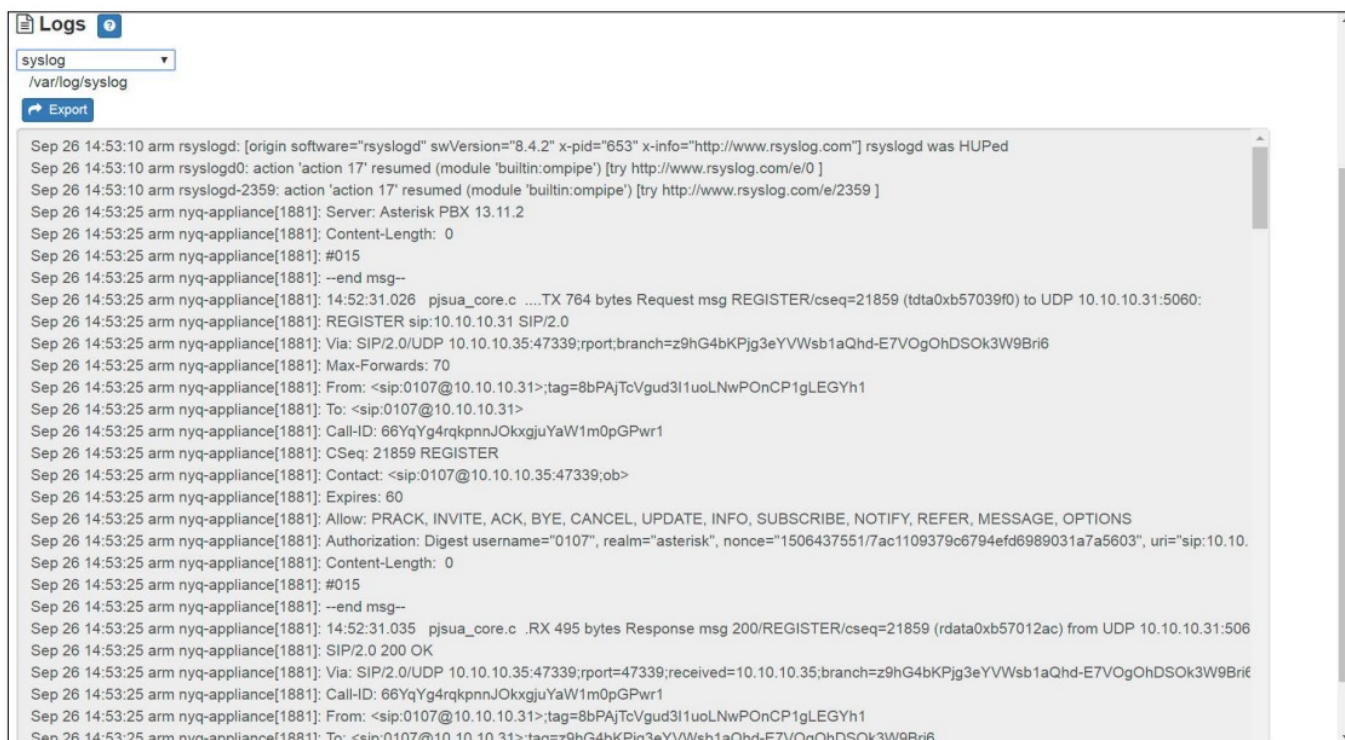 Logs ?
syslog
/var/log/syslog
Export
Sep 26 14:53:10 arm rsyslogd: [origin software="rsyslogd" swVersion="8.4.2" x-pid="653" x-info="http://www.rsyslog.com"] rsyslogd was HUPed
Sep 26 14:53:10 arm rsyslogd0: action 'action 17' resumed (module 'builtin:ompipe') [try http://www.rsyslog.com/e/0 ]
Sep 26 14:53:10 arm rsyslogd-2359: action 'action 17' resumed (module 'builtin:ompipe') [try http://www.rsyslog.com/e/2359 ]
Sep 26 14:53:25 arm nyq-appliance[1881]: Server: Asterisk PBX 13.11.2
Sep 26 14:53:25 arm nyq-appliance[1881]: Content-Length:  0
Sep 26 14:53:25 arm nyq-appliance[1881]: #015
Sep 26 14:53:25 arm nyq-appliance[1881]: --end msg--
Sep 26 14:53:25 arm nyq-appliance[1881]: 14:52:31.026   pjsua_core.c  ....TX 764 bytes Request msg REGISTER/cseq=21859 (tdta0xb57039f0) to UDP 10.10.10.31:5060:
Sep 26 14:53:25 arm nyq-appliance[1881]: REGISTER sip:10.10.10.31 SIP/2.0
Sep 26 14:53:25 arm nyq-appliance[1881]: Via: SIP/2.0/UDP 10.10.10.35:47339;rport;branch=z9hG4bKPjg3eYVWsb1aQhd-E7VOgOhDSOk3W9Bri6
Sep 26 14:53:25 arm nyq-appliance[1881]: Max-Forwards: 70
Sep 26 14:53:25 arm nyq-appliance[1881]: From: <sip:0107@10.10.10.31>;tag=8bPAjTcVgud3I1uoLNwPOnCP1gLEGYh1
Sep 26 14:53:25 arm nyq-appliance[1881]: To: <sip:0107@10.10.10.31>
Sep 26 14:53:25 arm nyq-appliance[1881]: Call-ID: 66YqYg4rqkpnnJOkxgjuYaW1m0pGPwr1
Sep 26 14:53:25 arm nyq-appliance[1881]: CSeq: 21859 REGISTER
Sep 26 14:53:25 arm nyq-appliance[1881]: Contact: <sip:0107@10.10.10.35:47339;ob>
Sep 26 14:53:25 arm nyq-appliance[1881]: Expires: 60
Sep 26 14:53:25 arm nyq-appliance[1881]: Allow: PRACK, INVITE, ACK, BYE, CANCEL, UPDATE, INFO, SUBSCRIBE, NOTIFY, REFER, MESSAGE, OPTIONS
Sep 26 14:53:25 arm nyq-appliance[1881]: Authorization: Digest username="0107", realm="asterisk", nonce="1506437551/7ac1109379c6794efd6989031a7a5603", uri="sip:10.10.
Sep 26 14:53:25 arm nyq-appliance[1881]: Content-Length:  0
Sep 26 14:53:25 arm nyq-appliance[1881]: #015
Sep 26 14:53:25 arm nyq-appliance[1881]: --end msg--
Sep 26 14:53:25 arm nyq-appliance[1881]: 14:52:31.035   pjsua_core.c  .RX 495 bytes Response msg 200/REGISTER/cseq=21859 (rdata0xb57012ac) from UDP 10.10.10.31:506
Sep 26 14:53:25 arm nyq-appliance[1881]: SIP/2.0 200 OK
Sep 26 14:53:25 arm nyq-appliance[1881]: Via: SIP/2.0/UDP 10.10.10.35:47339;rport=47339;received=10.10.10.35;branch=z9hG4bKPjg3eYVWsb1aQhd-E7VOgOhDSOk3W9Bri6
Sep 26 14:53:25 arm nyq-appliance[1881]: Call-ID: 66YqYg4rqkpnnJOkxgjuYaW1m0pGPwr1
Sep 26 14:53:25 arm nyq-appliance[1881]: From: <sip:0107@10.10.10.31>;tag=8bPAjTcVgud3I1uoLNwPOnCP1gLEGYh1
Sep 26 14:53:25 arm nyq-appliance[1881]: To: <sip:0107@10.10.10.31>;tag=z9hG4bKPjg3eYVWsb1aQhd-E7VOgOhDSOk3W9Bri6